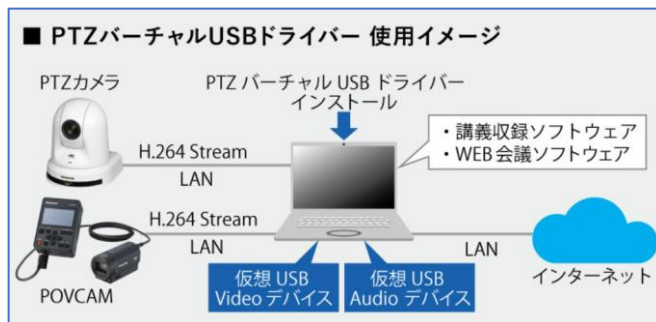 ■ PTZバーチャルUSBドライバー 使用イメージ
PTZカメラ
PTZ バーチャル USB ドライバー
インストール
・講義収録ソフトウェア
・WEB会議ソフトウェア
H.264 Stream
LAN
H.264 Stream
LAN
LAN
仮想 USB
Video デバイス
仮想 USB
Audio デバイス
インターネット
POVCAM